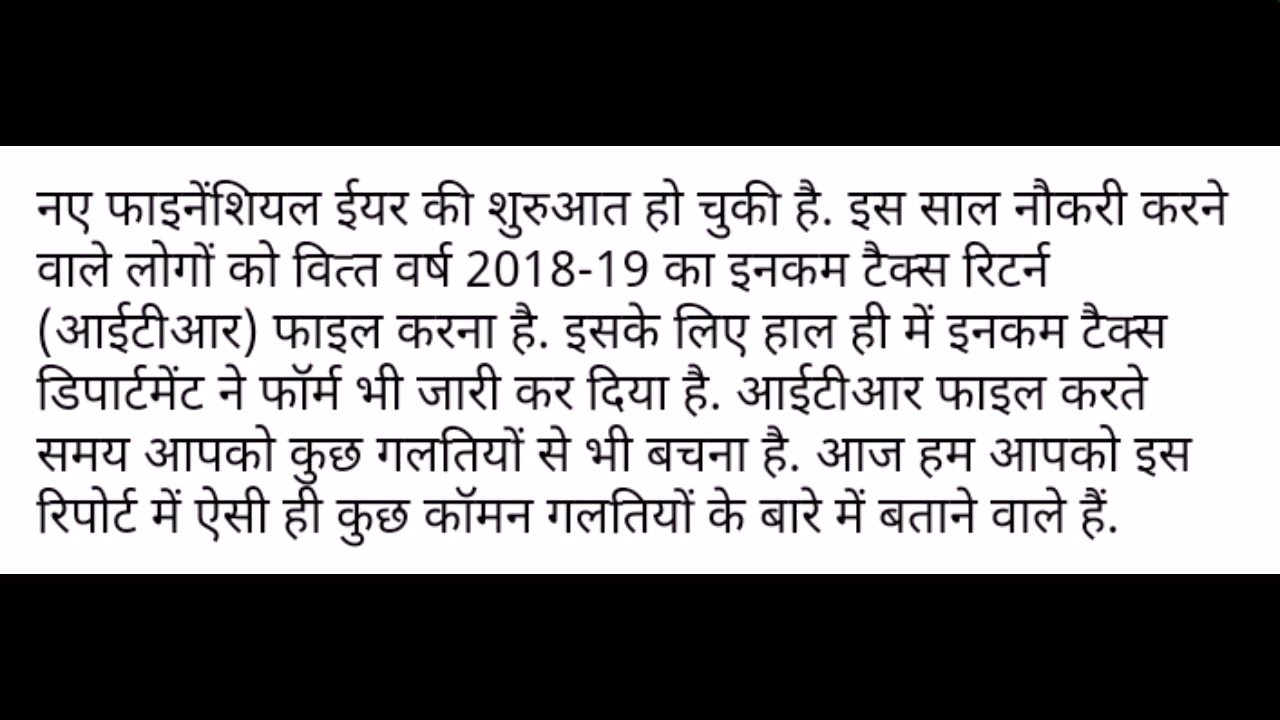 नए फाइनेंशियल ईयर की शुरुआत हो चुकी है. इस साल नौकरी करने
वाले लोगों को वित्त वर्ष 2018-19 का इनकम टैक्स रिटर्न
(आईटीआर) फाइल करना है. इसके लिए हाल ही में इनकम टैक्स
डिपार्टमेंट ने फॉर्म भी जारी कर दिया है. आईटीआर फाइल करते
समय आपको कुछ गलतियों से भी बचना है. आज हम आपको इस
रिपोर्ट में ऐसी ही कुछ कॉमन गलतियों के बारे में बताने वाले हैं.